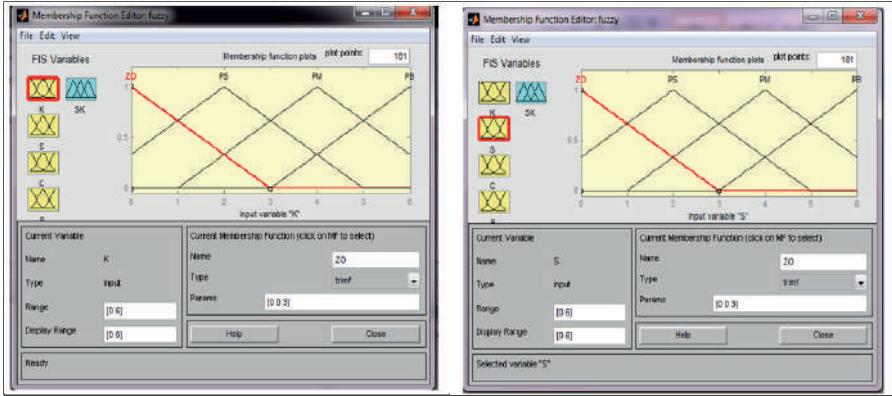 Membership Function Editor: fuzzy
File Edit View
FIS Variables
Membership function plots plot points: 181
ZO PS PM PB
K SK
S
C
1
0.5
0
0 1 2 3 4 5 6
input variable "K"
Current Variable
Name K
Type input
Range [0 6]
Display Range [0 6]
Current Membership Function (click on MF to select)
Name ZO
Type trimf
Params [0 0 3]
Help Close
Ready
Membership Function Editor: fuzzy
File Edit View
FIS Variables
Membership function plots plot points: 181
ZO PS PM PB
K SK
S
C
1
0.5
0
0 1 2 3 4 5 6
input variable "S"
Current Variable
Name S
Type input
Range [0 6]
Display Range [0 6]
Current Membership Function (click on MF to select)
Name ZO
Type trimf
Params [0 0 3]
Help Close
Selected variable "S"